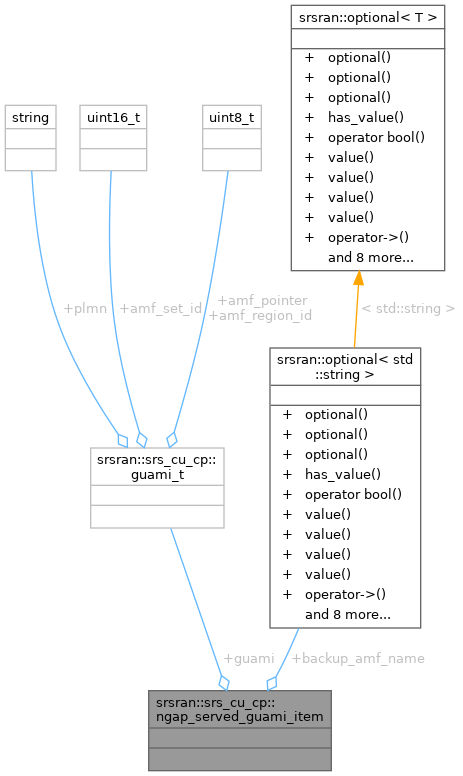 srsran::optional< T >
+ optional()
+ optional()
+ optional()
+ has_value()
+ operator bool()
+ value()
+ value()
+ value()
+ value()
+ operator->()
and 8 more...
string
uint16_t
uint8_t
+plmn
+amf_set_id
+amf_pointer
+amf_region_id
< std::string >
srsran::optional< std
::string >
+ optional()
+ optional()
+ optional()
+ has_value()
+ operator bool()
+ value()
+ value()
+ value()
+ value()
+ operator->()
and 8 more...
srsran::srs_cu_cp::
guami_t
+guami
+backup_amf_name
srsran::srs_cu_cp::
ngap_served_guami_item